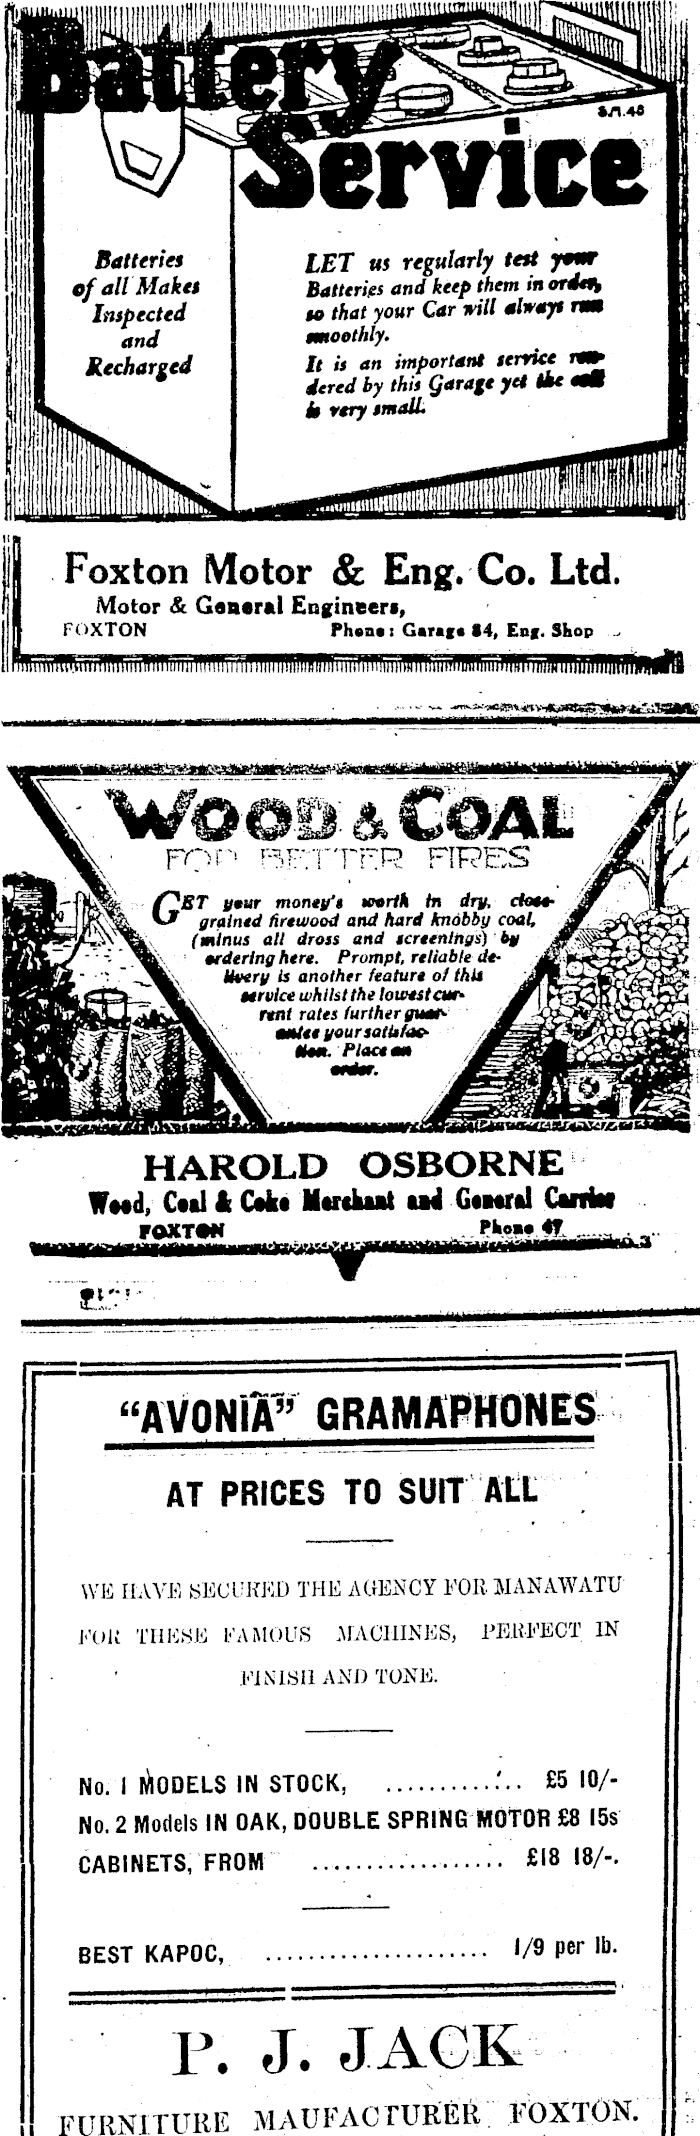 Battery
Service
S.A.48
Batteries
of all Makes
Inspected
and
Recharged
LET us regularly test your
Batteries and keep them in order,
so that your Car will always run
smoothly.
It is an important service ren-
dered by this Garage yet the cost
is very small.
Foxton Motor & Eng. Co. Ltd.
Motor & General Engineers,
FOXTON Phone: Garage 84, Eng. Shop
WOOD & COAL
FOR BETTER FIRES
GET your money's worth in dry, close-
grained firewood and hard knobby coal,
(minus all dross and screenings) by
ordering here. Prompt, reliable de-
livery is another feature of this
service whilst the lowest cur-
rent rates further guar-
antee your satisfac-
tion. Place an
order.
HAROLD OSBORNE
Wood, Coal & Coke Merchant and General Carrier
FOXTON Phone 47
"AVONIA" GRAMAPHONES
AT PRICES TO SUIT ALL
WE HAVE SECURED THE AGENCY FOR MANAWATU
FOR THESE FAMOUS MACHINES, PERFECT IN
FINISH AND TONE.
No. 1 MODELS IN STOCK, .............. £5 10/-
No. 2 Models IN OAK, DOUBLE SPRING MOTOR £8 15s
CABINETS, FROM ................... £18 18/-.
BEST KAPOC, ...................... 1/9 per lb.
P. J. JACK
FURNITURE MAUFACTURER FOXTON.